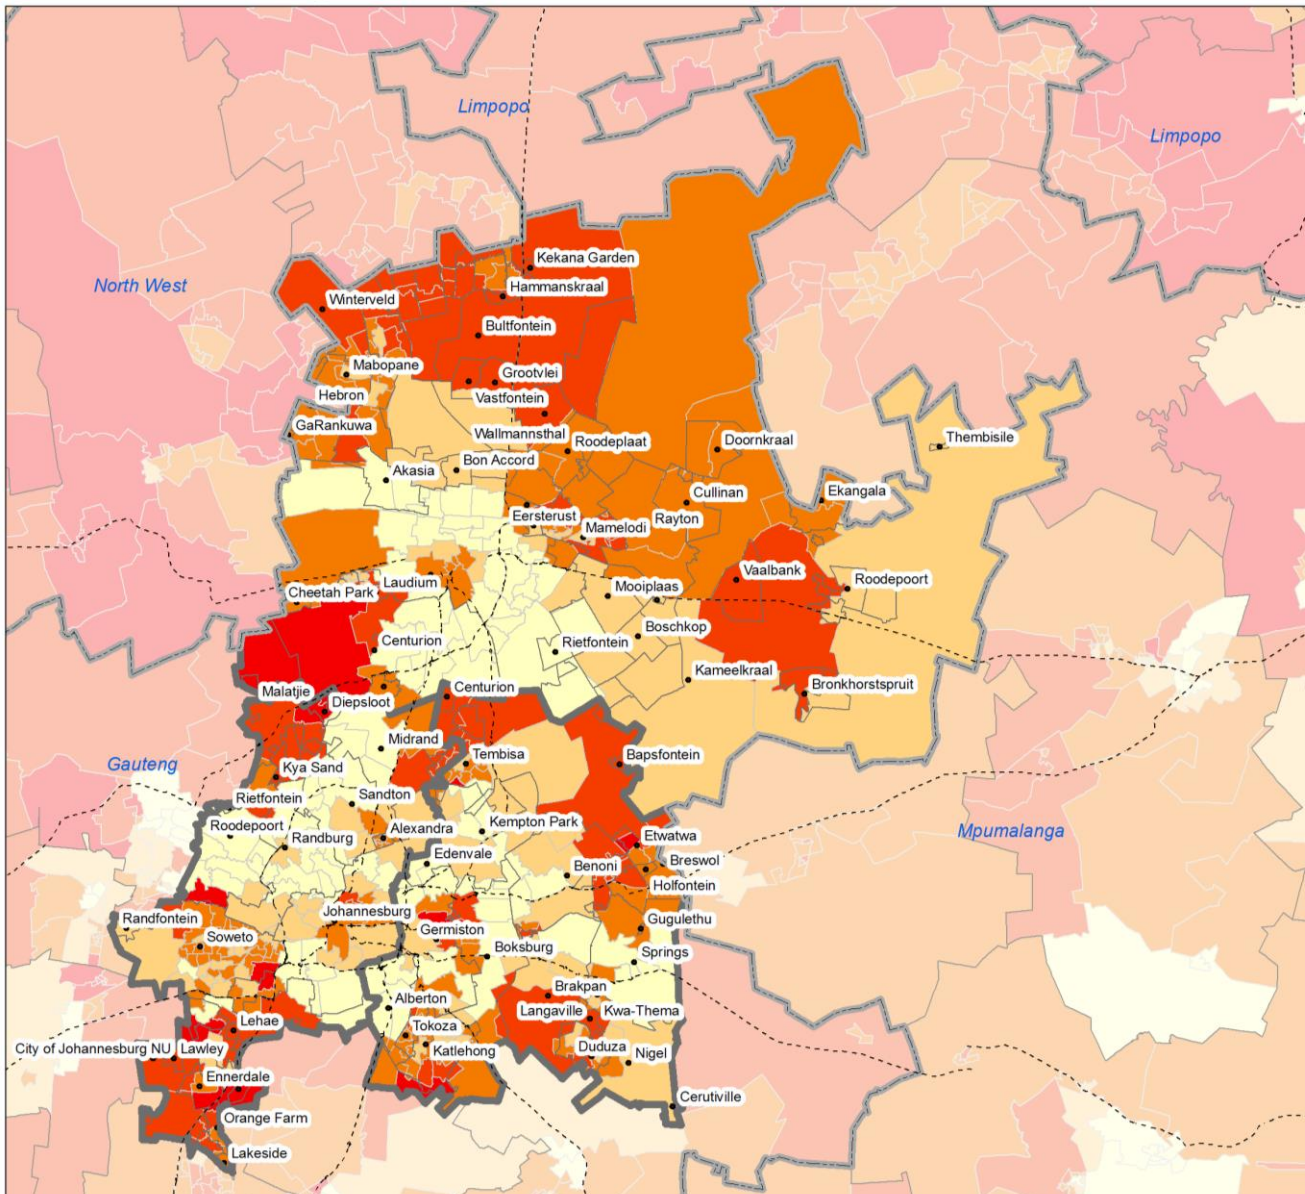 Limpopo
Limpopo
Kekana Garden
North West
Hammanskraal
Winterveld
Bultfontein
Mabopane
Grootvlei
Hebron
Vastfontein
GaRankuwa
Wallmannsthal
Roodeplaat
Doornkraal
Thembisile
Bon Accord
Akasia
Cullinan
Ekangala
Eersterust
Rayton
Mamelodi
Vaalbank
Laudium
Mooiplaas
Roodepoort
Cheetah Park
Boschkop
Centurion
Rietfontein
Kameelkraal
Malatjie
Centurion
Bronkhorstspruit
Diepsloot
Midrand
Gauteng
Tembisa
Bapsfontein
Kya Sand
Rietfontein
Sandton
Roodepoort
Kempton Park
Mpumalanga
Randburg
Alexandra
Etwatwa
Edenvale
Breswol
Benoni
Holfontein
Randfontein
Johannesburg
Gugulethu
Soweto
Germiston
Boksburg
Springs
Brakpan
Alberton
Langaville
Kwa-Thema
Lehae
Tokoza
City of Johannesburg NU
Lawley
Katlehong
Duduza
Nigel
Ennerdale
Cerutiville
Orange Farm
Lakeside